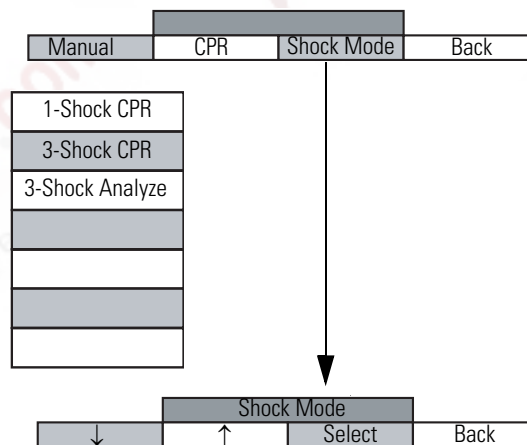 Manual CPR Shock Mode Back
1-Shock CPR
3-Shock CPR
3-Shock Analyze
Shock Mode
↓ ↑ Select Back